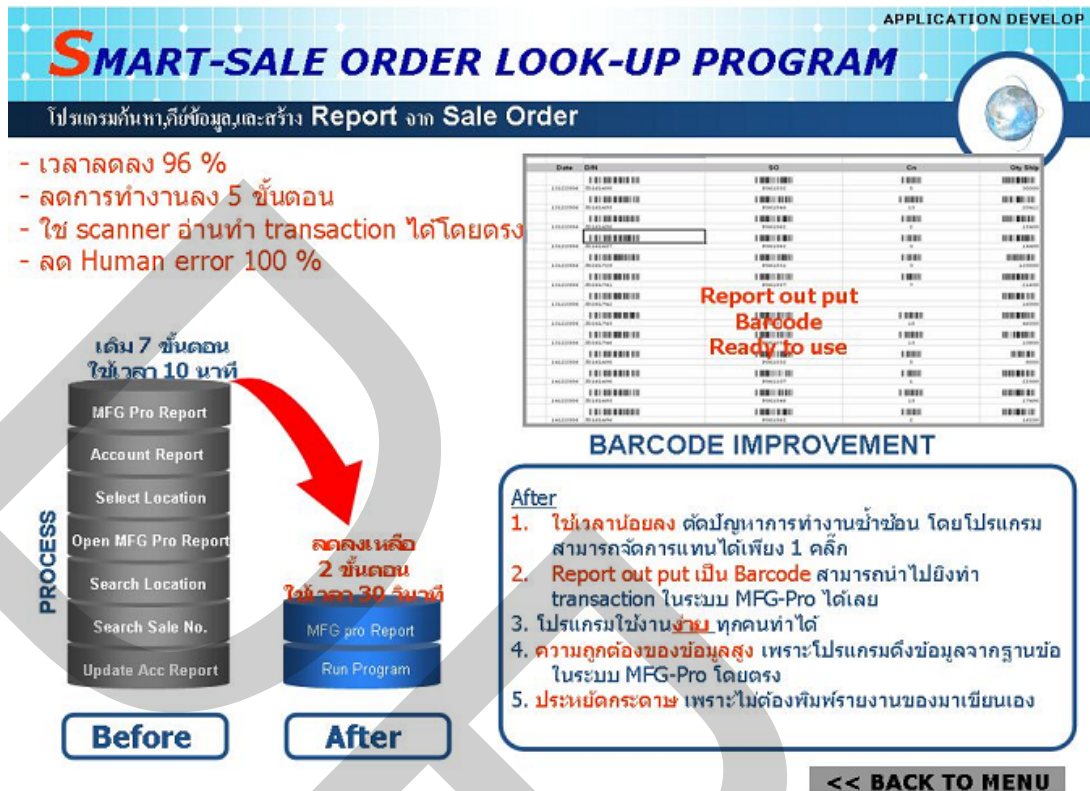 APPLICATION DEVELOP
SMART-SALE ORDER LOOK-UP PROGRAM
โปรแกรมค้นหา,คีย์ข้อมูล,และสร้าง Report จาก Sale Order
- เวลาลดลง 96 %
- ลดการทำงานลง 5 ขั้นตอน
- ใช่ scanner อ่านทำ transaction ได้โดยตรง
- ลด Human error 100 %
Date D/N SO Cn Qty Ship
Report out put
Barcode
Ready to use
เดิม 7 ขั้นตอน
ใช้เวลา 10 นาที
MFG Pro Report
Account Report
Select Location
Open MFG Pro Report
Search Location
Search Sale No.
Update Acc Report
PROCESS
ลดลงเหลือ
2 ขั้นตอน
ใช้เวลา 30 วินาที
MFG pro Report
Run Program
Before
After
BARCODE IMPROVEMENT
After
1. ใช้เวลาน้อยลง ตัดปัญหาการทำงานซ้ำซ้อน โดยโปรแกรม
สามารถจัดการแทนได้เพียง 1 คลิ๊ก
2. Report out put เป็น Barcode สามารถนำไปยิงทำ
transaction ในระบบ MFG-Pro ได้เลย
3. โปรแกรมใช้งานง่าย ทุกคนทำได้
4. ความถูกต้องของข้อมูลสูง เพราะโปรแกรมดึงข้อมูลจากฐานข้อ
ในระบบ MFG-Pro โดยตรง
5. ประหยัดกระดาษ เพราะไม่ต้องพิมพ์รายงานของมาเขียนเอง
<< BACK TO MENU